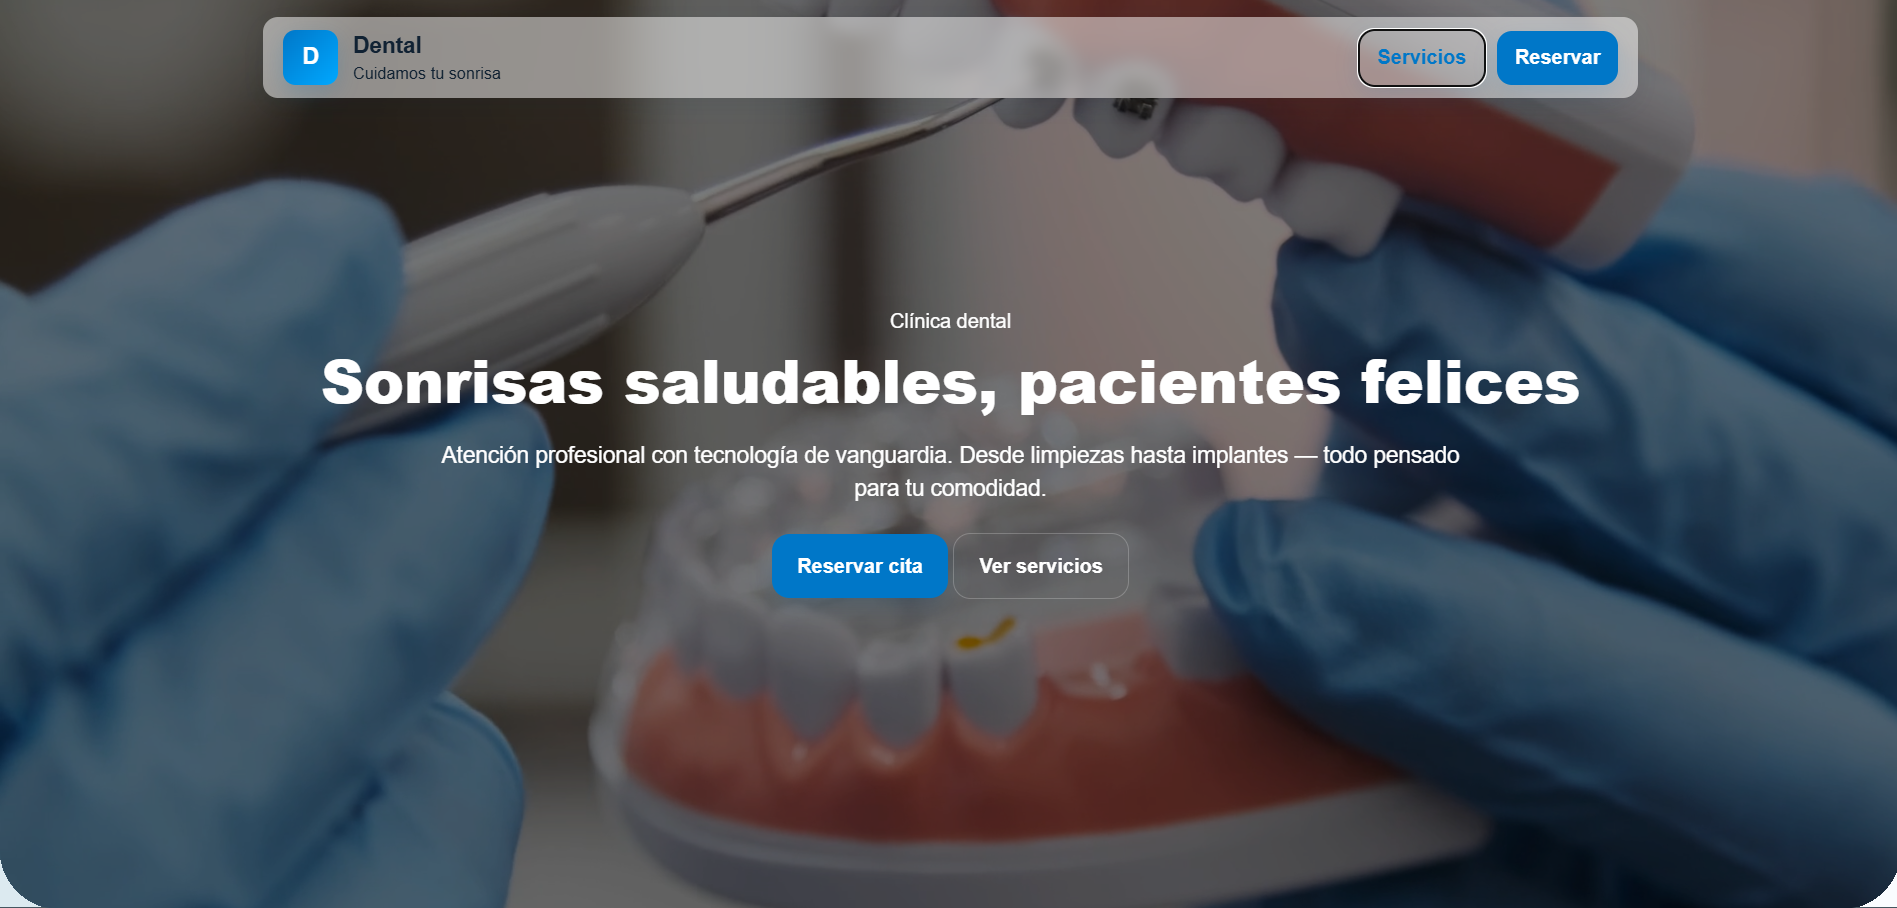 D
Dental
Cuidamos tu sonrisa
Servicios
Reservar
Clínica dental
Sonrisas saludables, pacientes felices
Atención profesional con tecnología de vanguardia. Desde limpiezas hasta implantes — todo pensado
para tu comodidad.
Reservar cita
Ver servicios